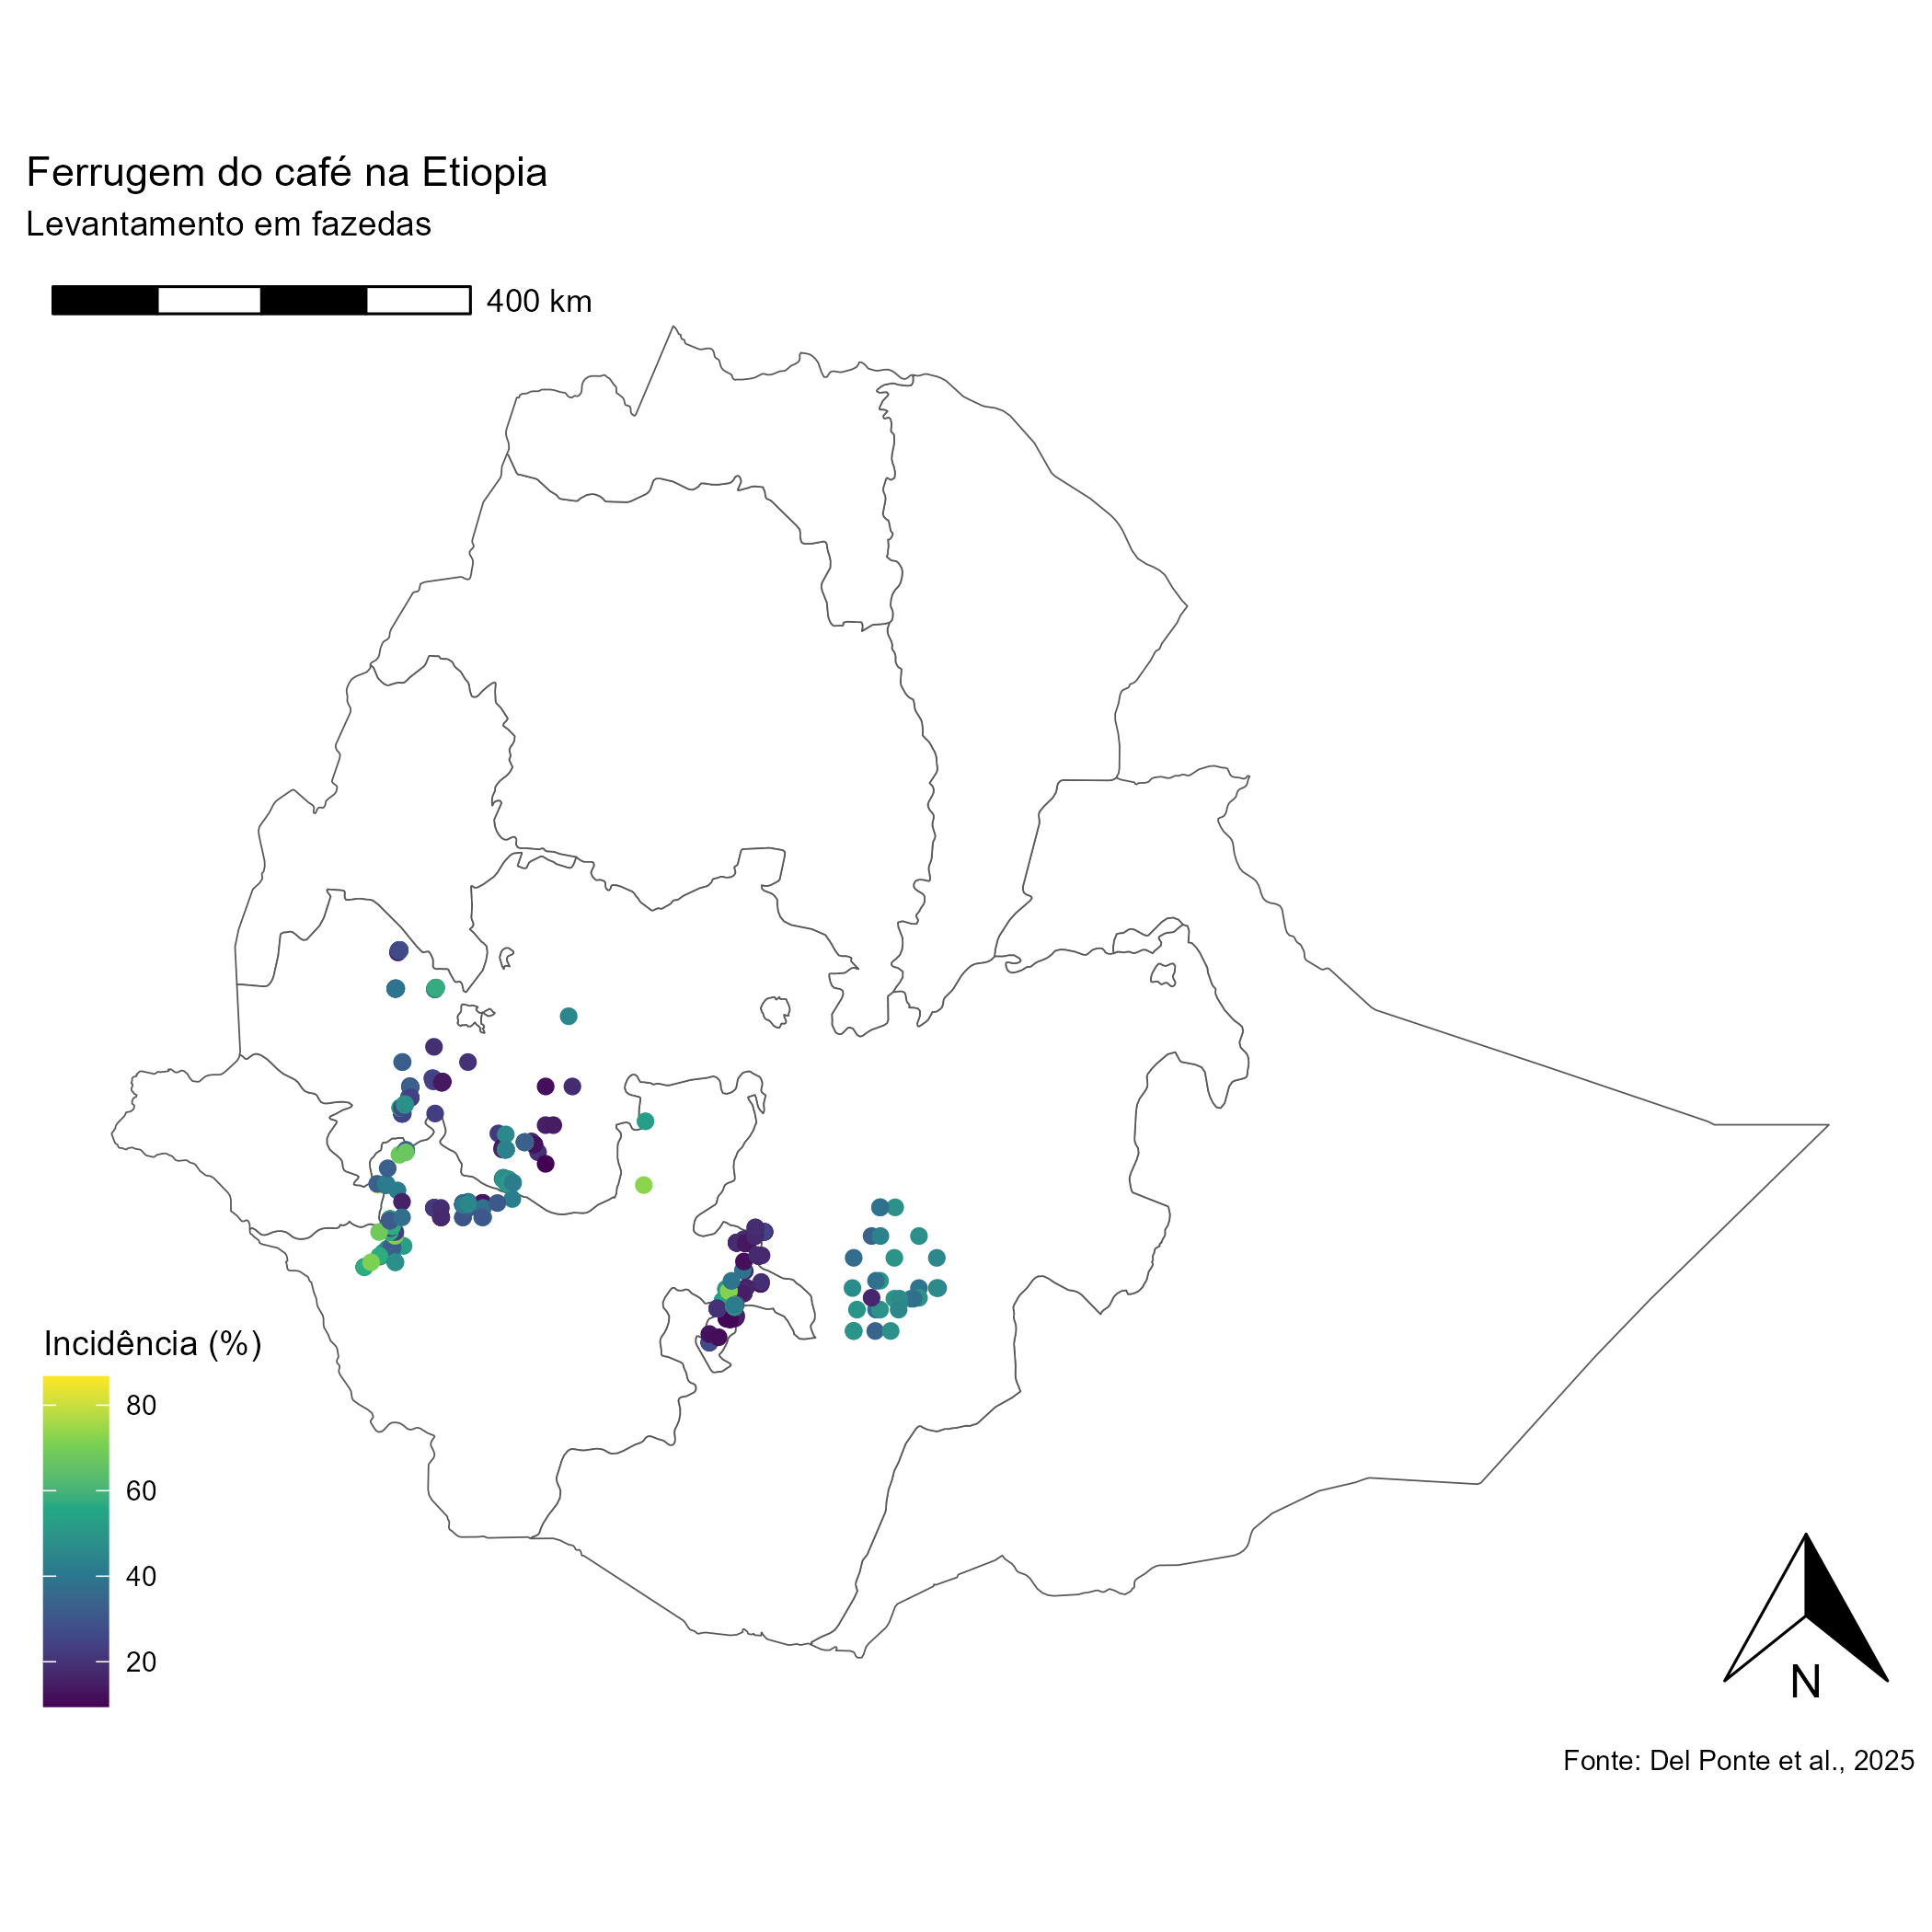 Ferrugem do café na Etiopia
Levantamento em fazedas
400 km
Incidência (%)
80
60
40
20
N
Fonte: Del Ponte et al., 2025